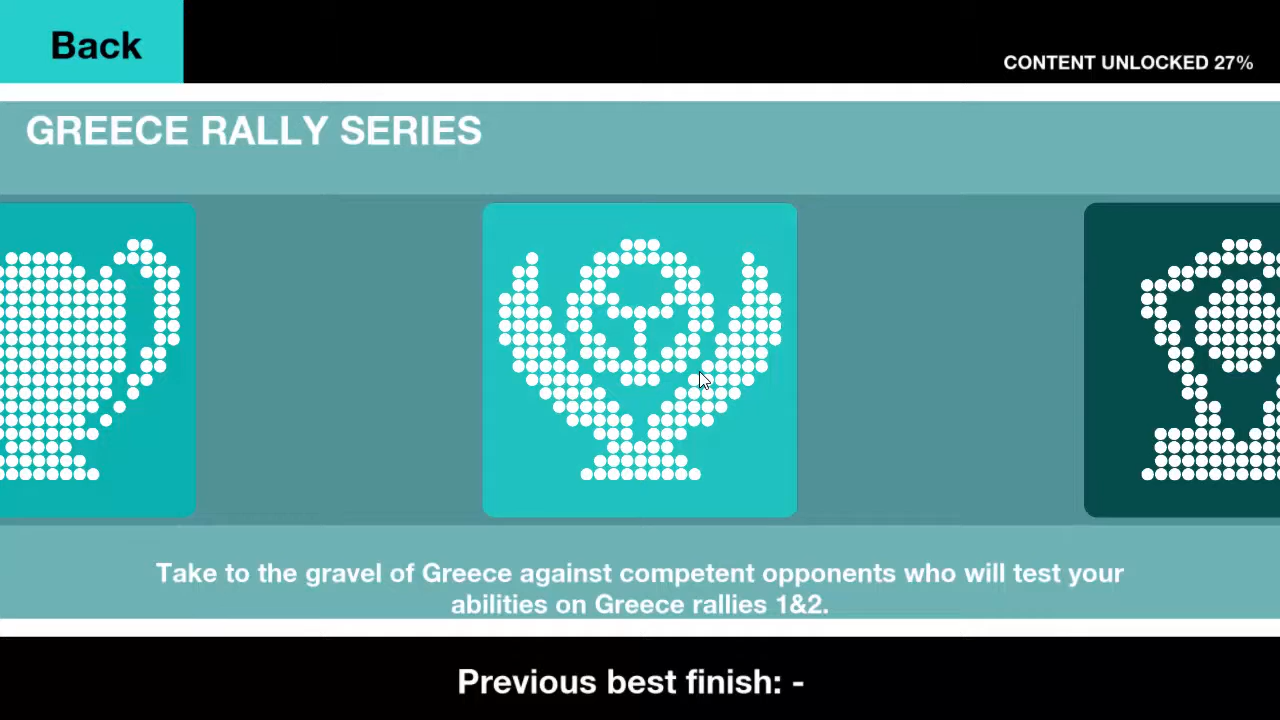 Back
CONTENT UNLOCKED 27%
GREECE RALLY SERIES
Take to the gravel of Greece against competent opponents who will test your
abilities on Greece rallies 1&2.
Previous best finish: -